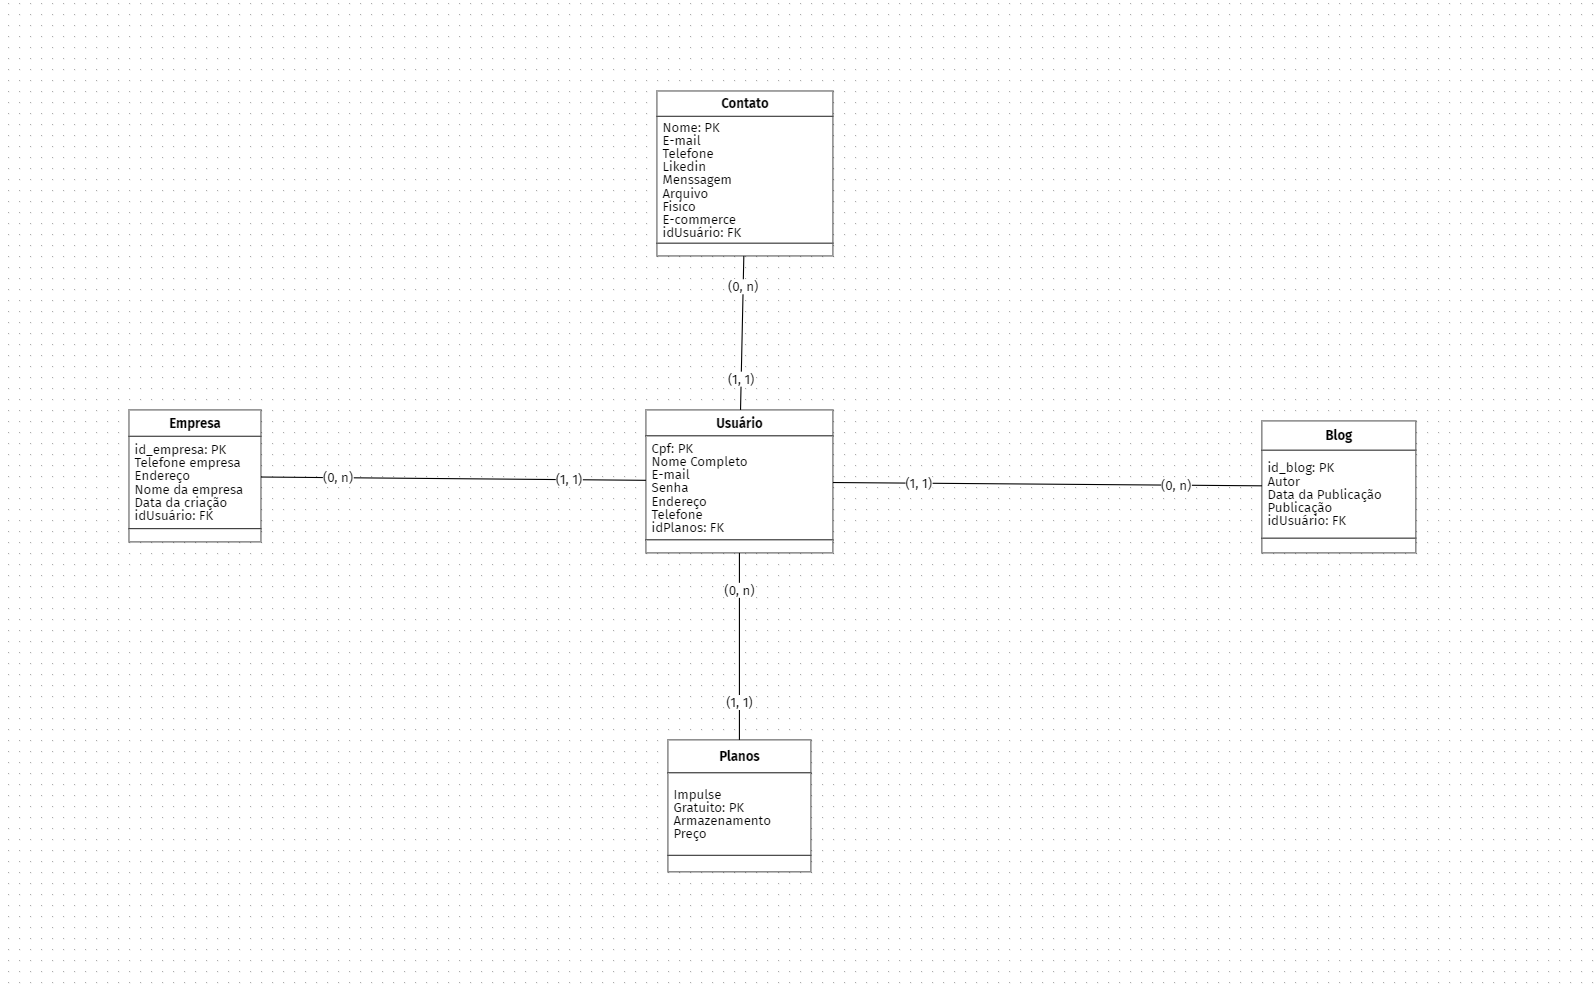 Contato
Nome: PK
E-mail
Telefone
Likedin
Menssagem
Arquivo
Fisico
E-commerce
idUsuário: FK
(0, n)
(1, 1)
Empresa
id_empresa: PK
Telefone empresa
Endereço
Nome da empresa
Data da criação
idUsuário: FK
(0, n)
(1, 1)
Usuário
Cpf: PK
Nome Completo
E-mail
Senha
Endereço
Telefone
idPlanos: FK
(1, 1)
(0, n)
Blog
id_blog: PK
Autor
Data da Publicação
Publicação
idUsuário: FK
(0, n)
(1, 1)
Planos
Impulse
Gratuito: PK
Armazenamento
Preço